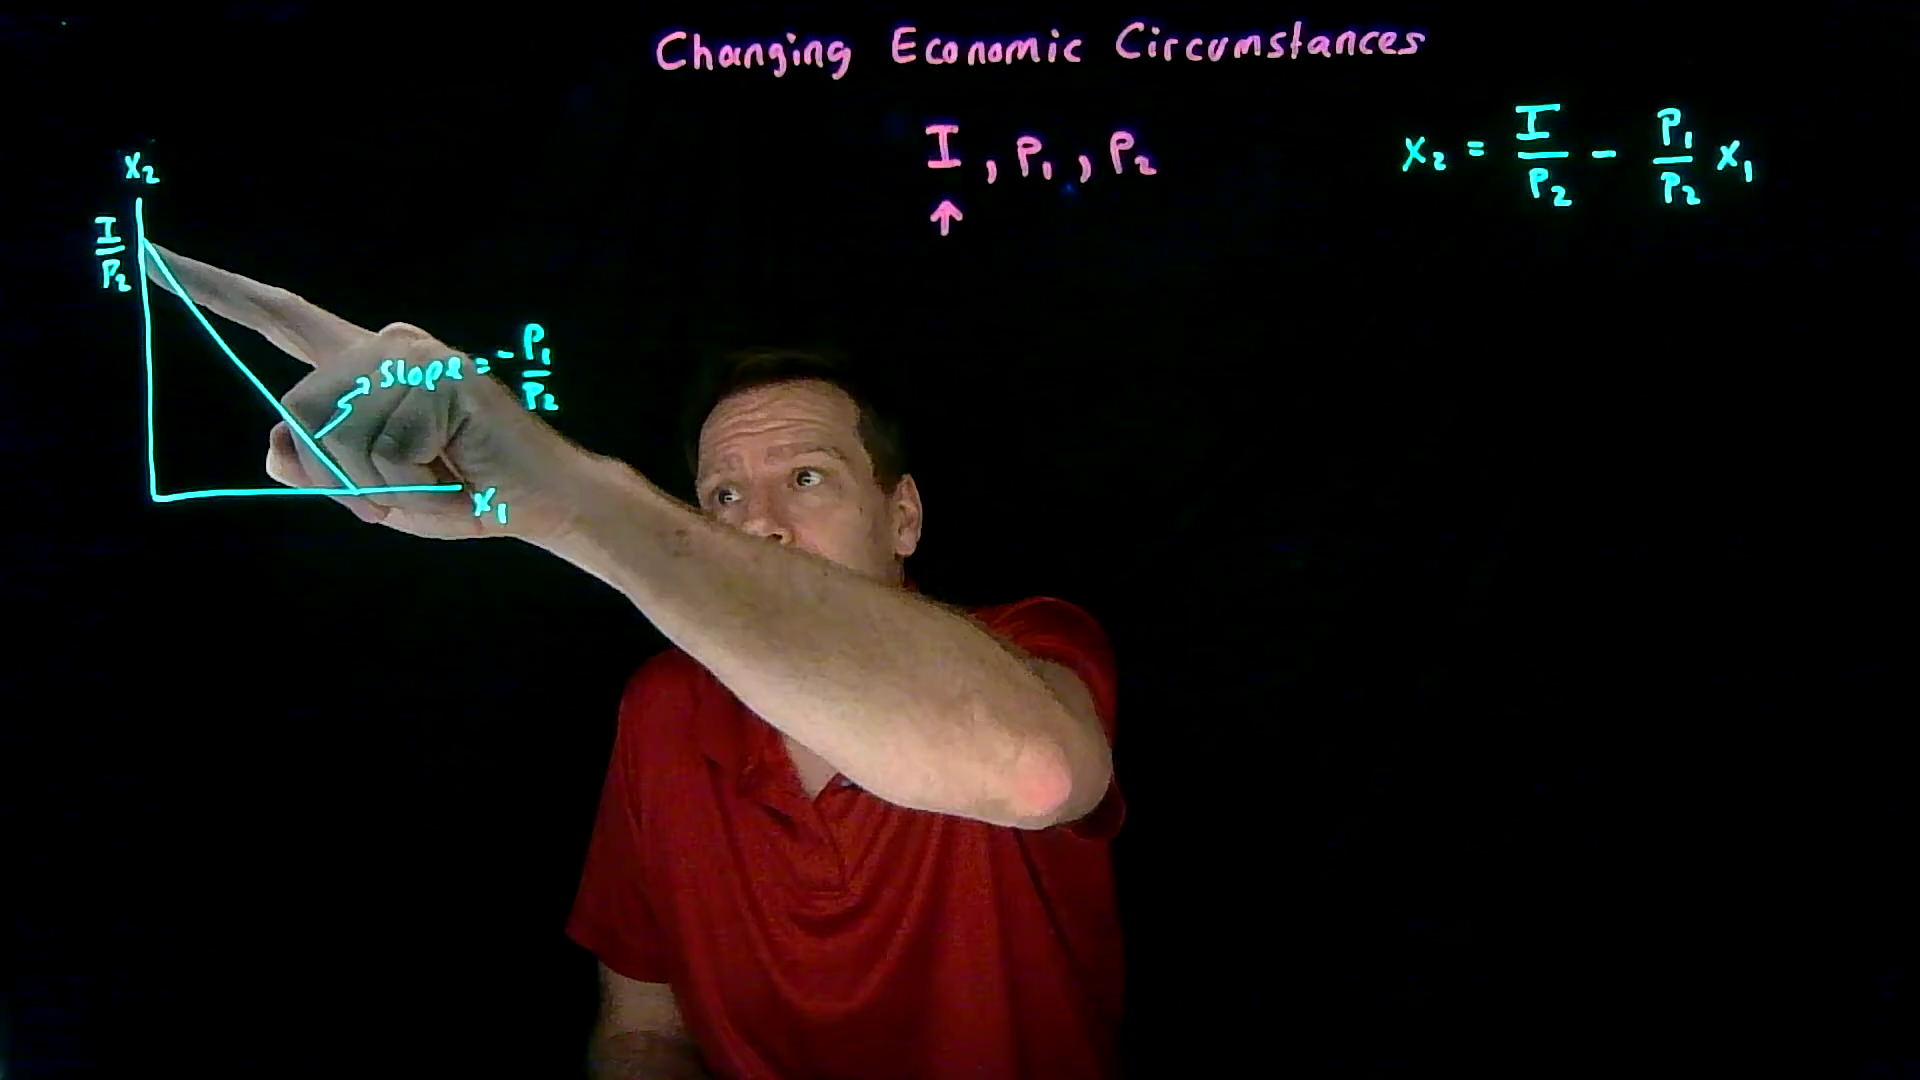 Changing Economic Circumstances
I, P₁, P₂
↑
x₂ = I/P₂ - P₁/P₂ x₁
x₂
I/P₂
slope = - P₁/P₂
x₁